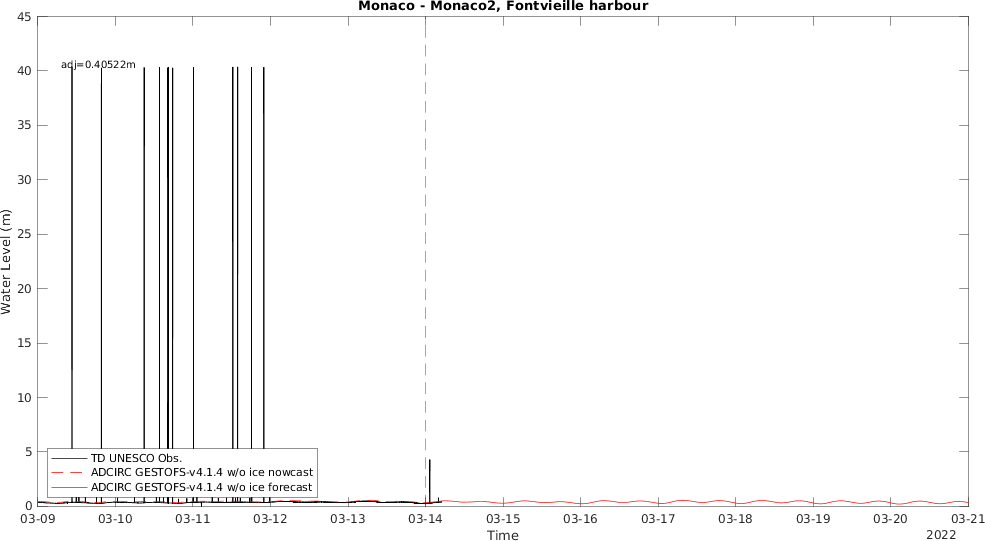 Monaco - Monaco2, Fontvieille harbour
45
40
35
30
25
20
15
10
5
0
Water Level (m)
adj=0.40522m
TD UNESCO Obs.
ADCIRC GESTOFS-v4.1.4 w/o ice nowcast
ADCIRC GESTOFS-v4.1.4 w/o ice forecast
03-09 03-10 03-11 03-12 03-13 03-14 03-15 03-16 03-17 03-18 03-19 03-20 03-21
Time
2022